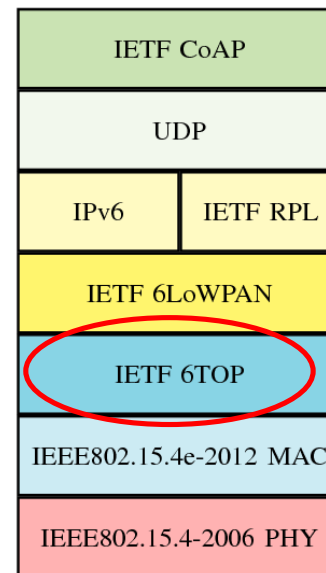 IETF CoAP
UDP
IPv6 IETF RPL
IETF 6LoWPAN
IETF 6TOP
IEEE802.15.4e-2012 MAC
IEEE802.15.4-2006 PHY